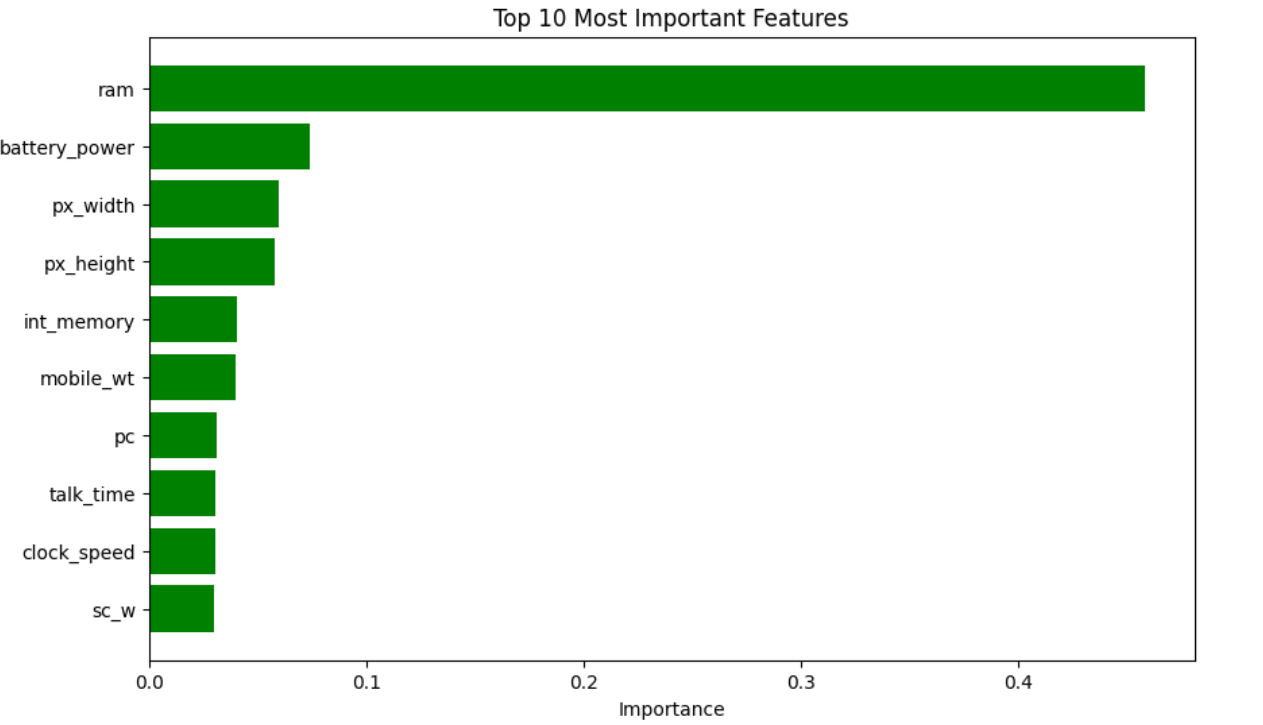 Top 10 Most Important Features
ram
battery_power
px_width
px_height
int_memory
mobile_wt
pc
talk_time
clock_speed
sc_w
0.0 0.1 0.2 0.3 0.4
Importance